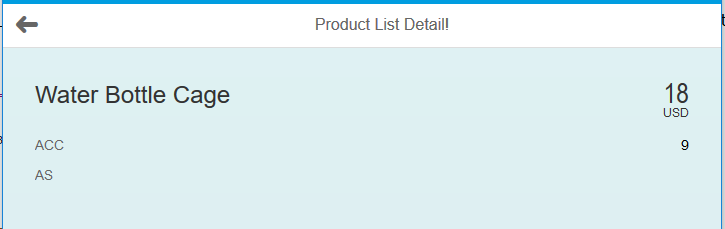 Product List Detail!
Water Bottle Cage
18
USD
ACC
9
AS